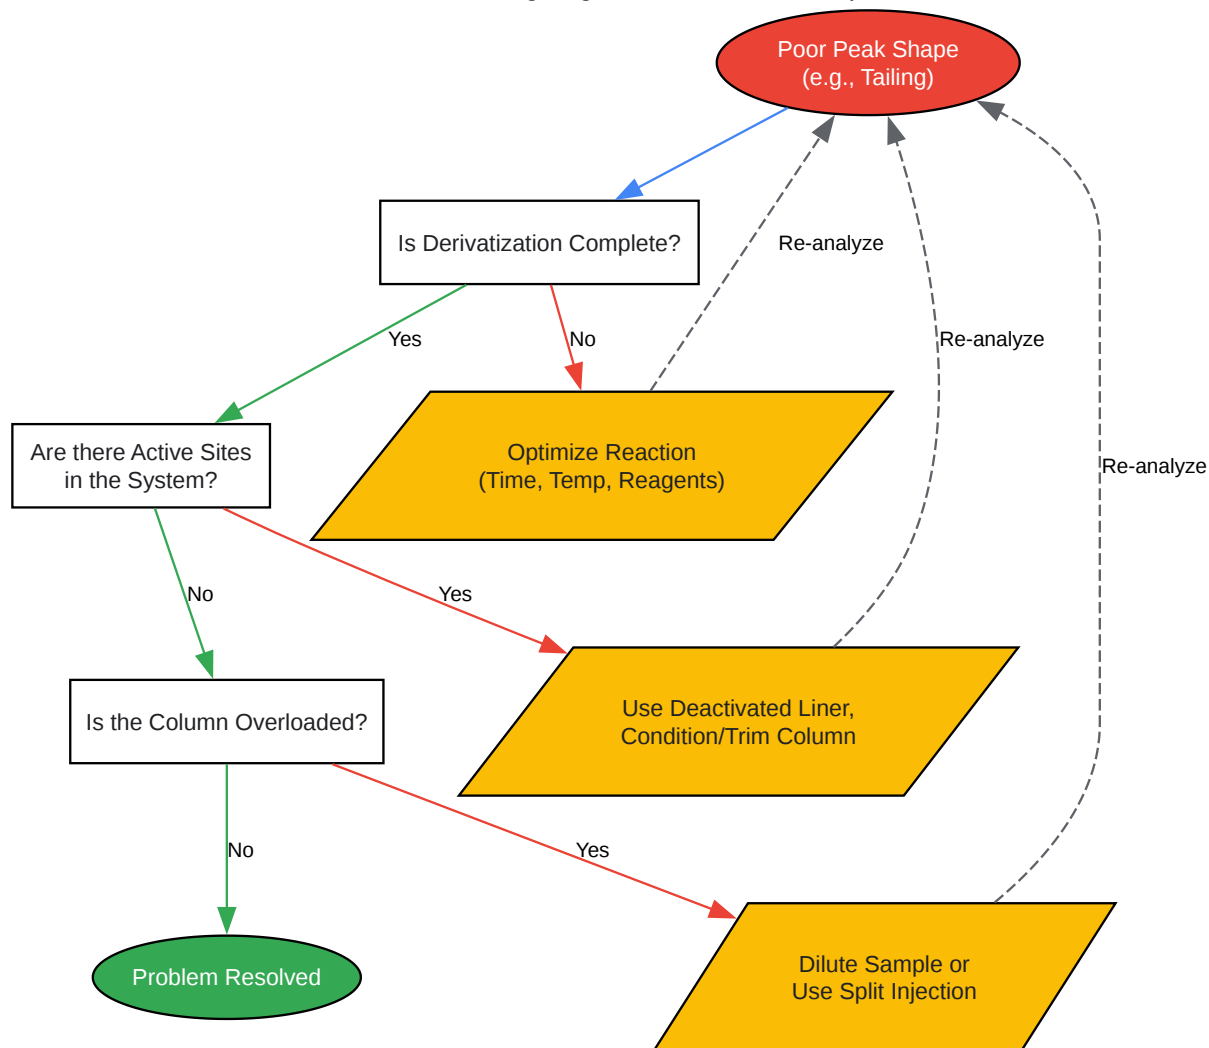 Poor Peak Shape
(e.g., Tailing)
Is Derivatization Complete?
Re-analyze
Yes
No
Re-analyze
Are there Active Sites
in the System?
Optimize Reaction
(Time, Temp, Reagents)
Re-analyze
No
Yes
Is the Column Overloaded?
Use Deactivated Liner,
Condition/Trim Column
No
Yes
Problem Resolved
Dilute Sample or
Use Split Injection